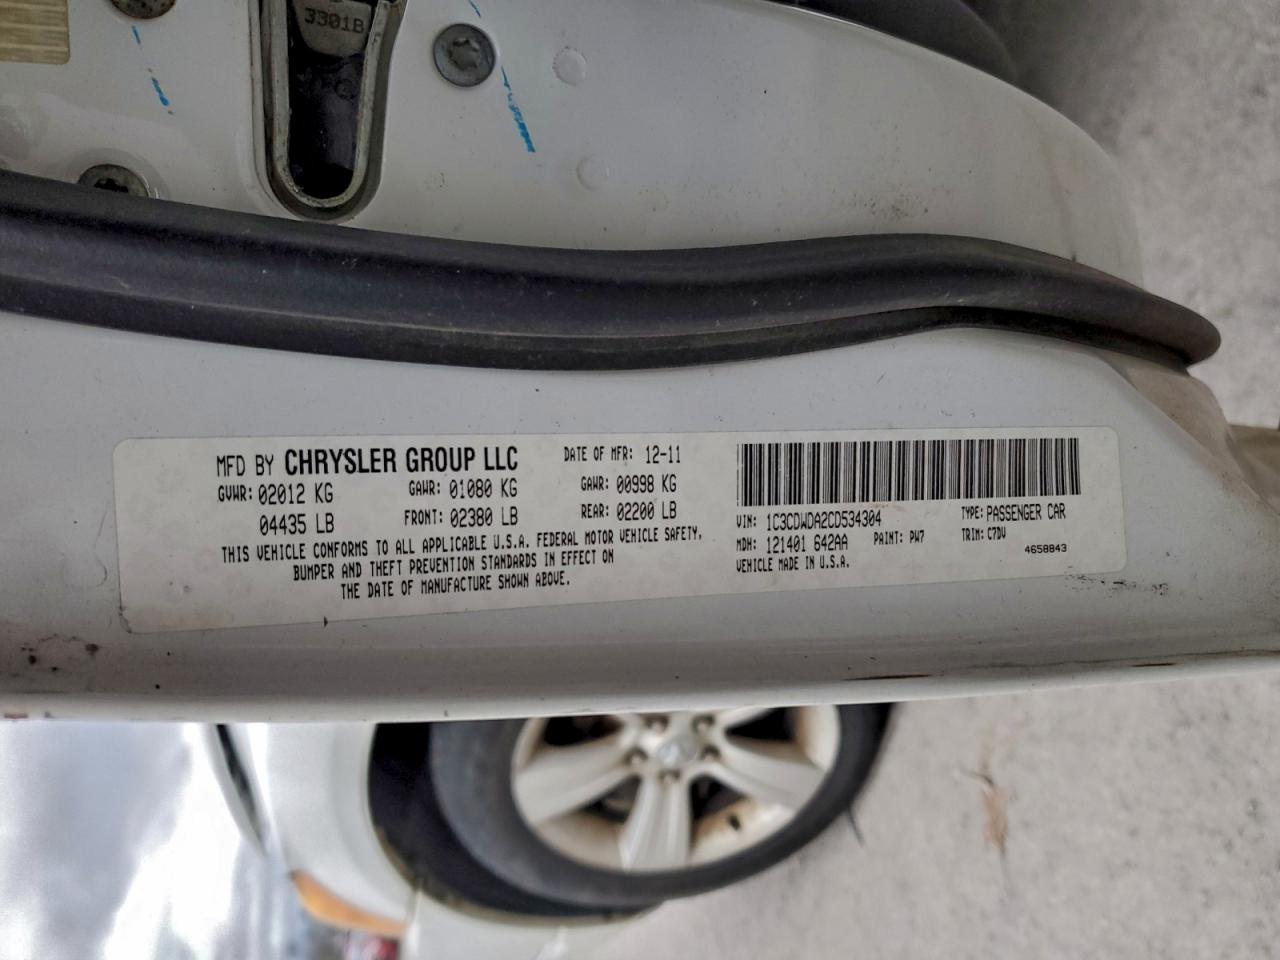 3301B
MFD BY CHRYSLER GROUP LLC DATE OF MFR: 12-11
GVWR: 02012 KG GAWR: 01080 KG GAWR: 00998 KG
04435 LB FRONT: 02380 LB REAR: 02200 LB
THIS VEHICLE CONFORMS TO ALL APPLICABLE U.S.A. FEDERAL MOTOR VEHICLE SAFETY,
BUMPER AND THEFT PREVENTION STANDARDS IN EFFECT ON
THE DATE OF MANUFACTURE SHOWN ABOVE.
VIN: 1C3CDWDA2CD534304 TYPE: PASSENGER CAR
MDH: 121401 642AA PAINT: PW7 TRIM: C7DV
VEHICLE MADE IN U.S.A. 4658843